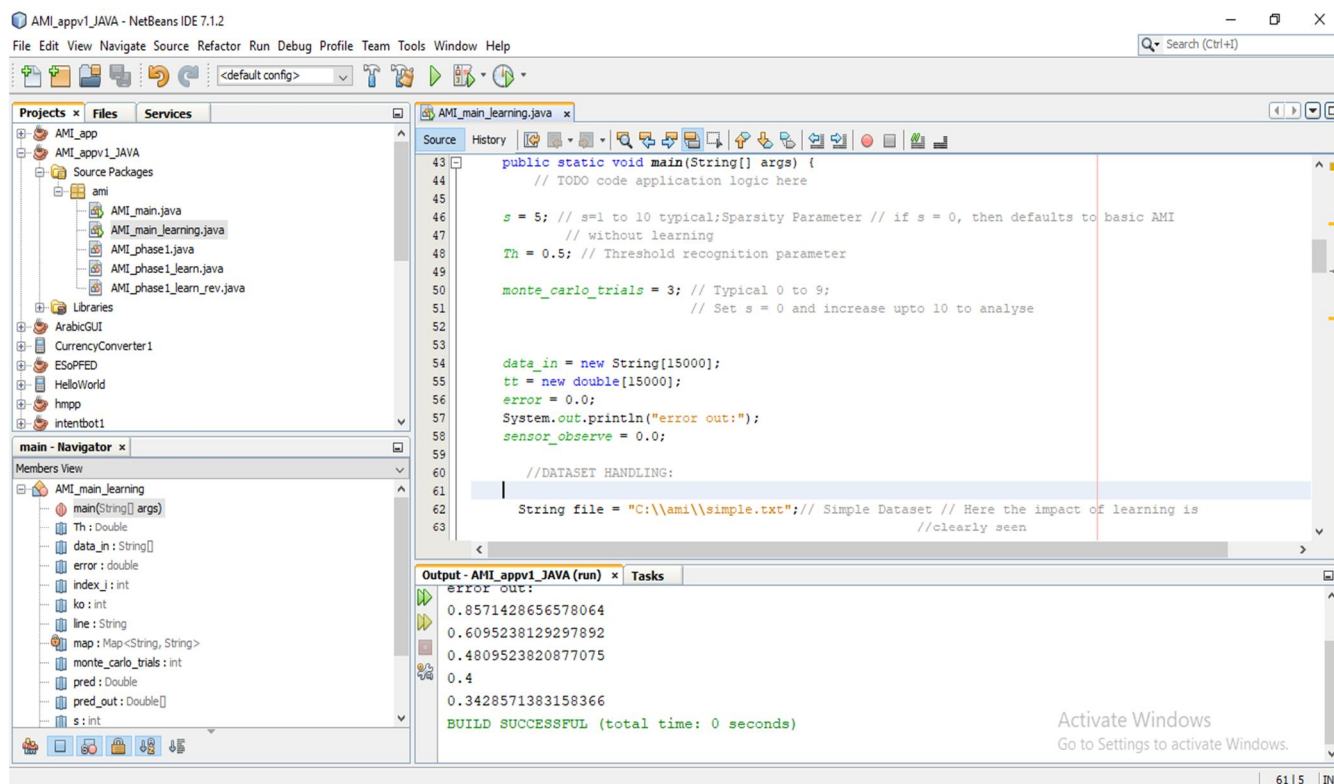 AMI_appv1_JAVA - NetBeans IDE 7.1.2
File Edit View Navigate Source Refactor Run Debug Profile Team Tools Window Help
Search (Ctrl+I)
<default config>
Projects x Files Services
AMI_app
AMI_appv1_JAVA
Source Packages
ami
AMI_main.java
AMI_main_learning.java
AMI_phase1.java
AMI_phase1_learn.java
AMI_phase1_learn_rev.java
Libraries
ArabicGUI
CurrencyConverter1
ESoPFED
HelloWorld
hmpp
intentbot1
main - Navigator x
Members View
AMI_main_learning
main(String[] args)
Th : Double
data_in : String[]
error : double
index_i : int
ko : int
line : String
map : Map<String, String>
monte_carlo_trials : int
pred : Double
pred_out : Double[]
s : int
AMI_main_learning.java x
Source History
43 public static void main(String[] args) {
44 // TODO code application logic here
45
46 s = 5; // s=1 to 10 typical;Sparsity Parameter // if s = 0, then defaults to basic AMI
47 // without learning
48 Th = 0.5; // Threshold recognition parameter
49
50 monte_carlo_trials = 3; // Typical 0 to 9;
51 // Set s = 0 and increase upto 10 to analyse
52
53
54 data_in = new String[15000];
55 tt = new double[15000];
56 error = 0.0;
57 System.out.println("error out:");
58 sensor_observe = 0.0;
59
60 //DATASET HANDLING:
61
62 String file = "C:\\ami\\simple.txt";// Simple Dataset // Here the impact of learning is
63 //clearly seen
Output - AMI_appv1_JAVA (run) x Tasks
error out:
0.8571428656578064
0.6095238129297892
0.4809523820877075
0.4
0.3428571383158366
BUILD SUCCESSFUL (total time: 0 seconds)
Activate Windows
Go to Settings to activate Windows.
61 | 5 IN